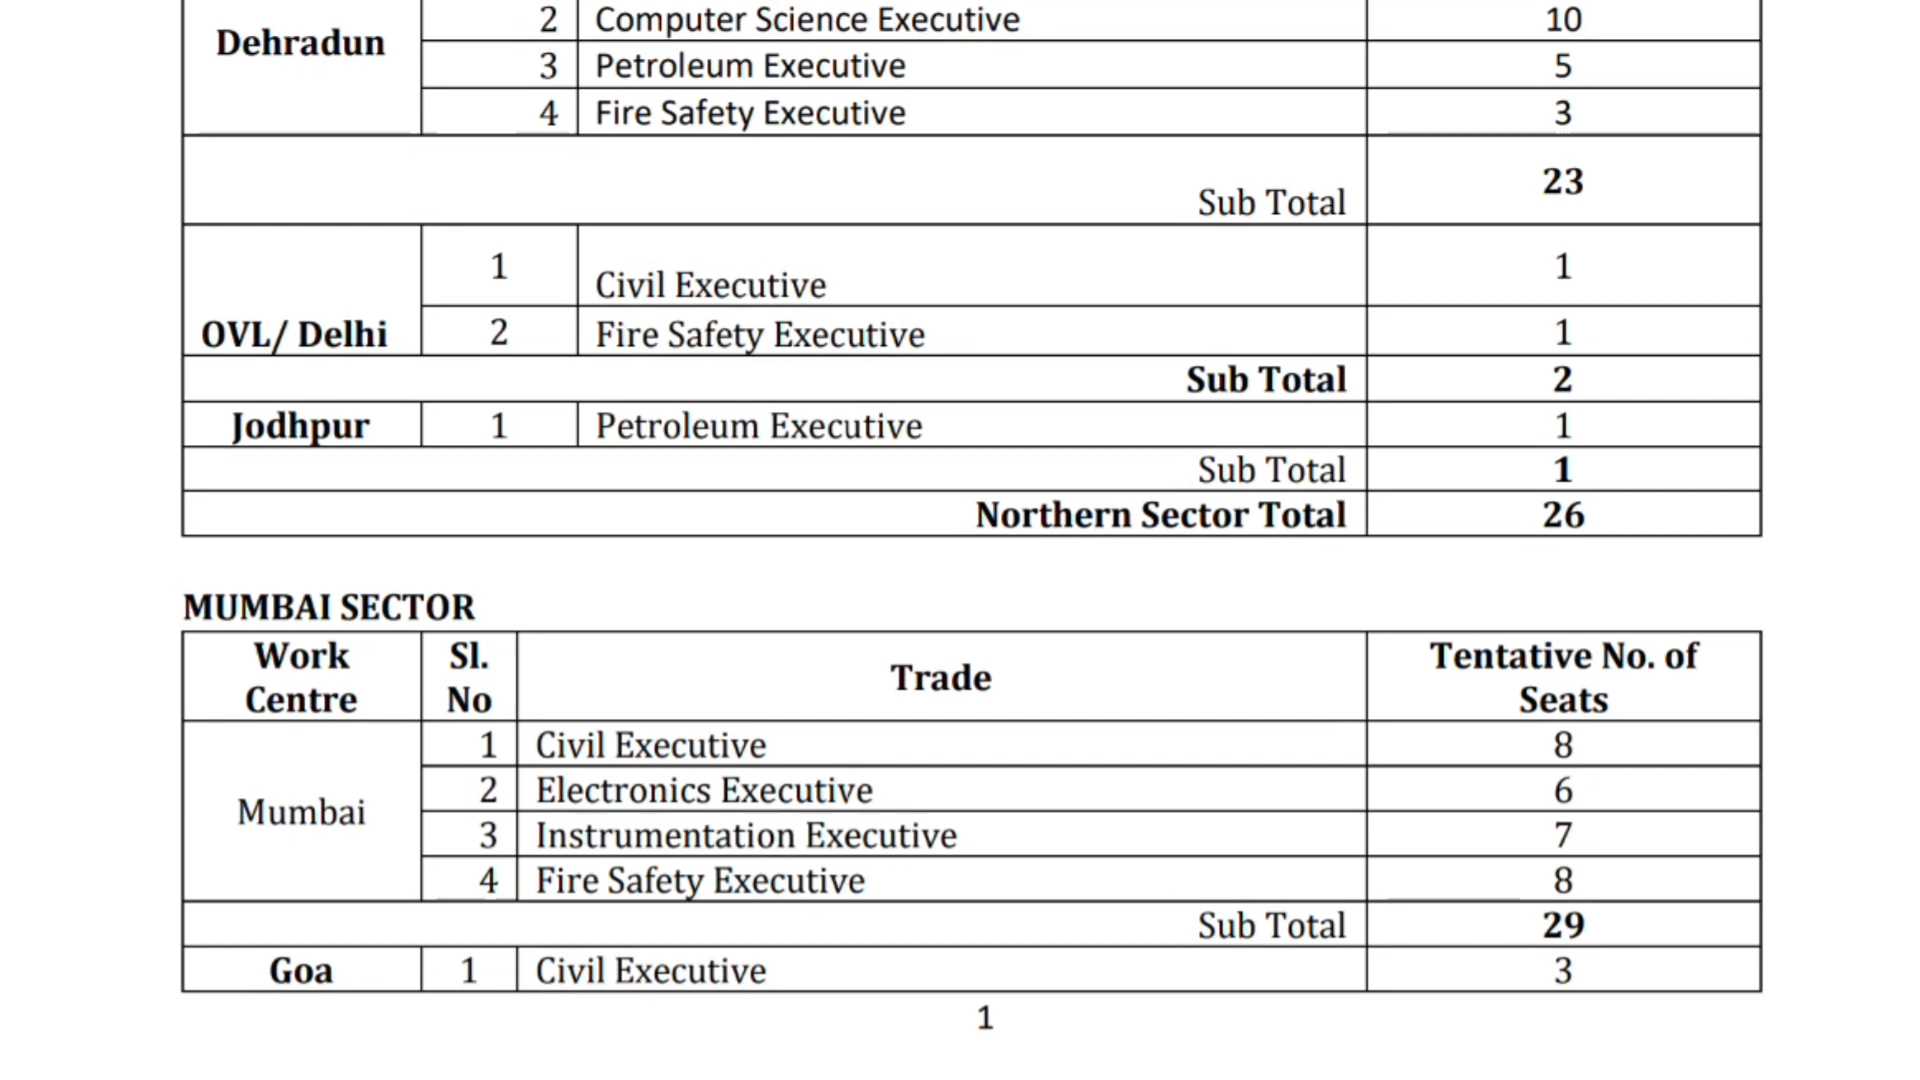 2 Computer Science Executive 10
Dehradun
3 Petroleum Executive 5
4 Fire Safety Executive 3
Sub Total 23
1 Civil Executive 1
OVL/ Delhi 2 Fire Safety Executive 1
Sub Total 2
Jodhpur 1 Petroleum Executive 1
Sub Total 1
Northern Sector Total 26
MUMBAI SECTOR
Work Centre Sl. No Trade Tentative No. of Seats
1 Civil Executive 8
2 Electronics Executive 6
Mumbai
3 Instrumentation Executive 7
4 Fire Safety Executive 8
Sub Total 29
Goa 1 Civil Executive 3
1